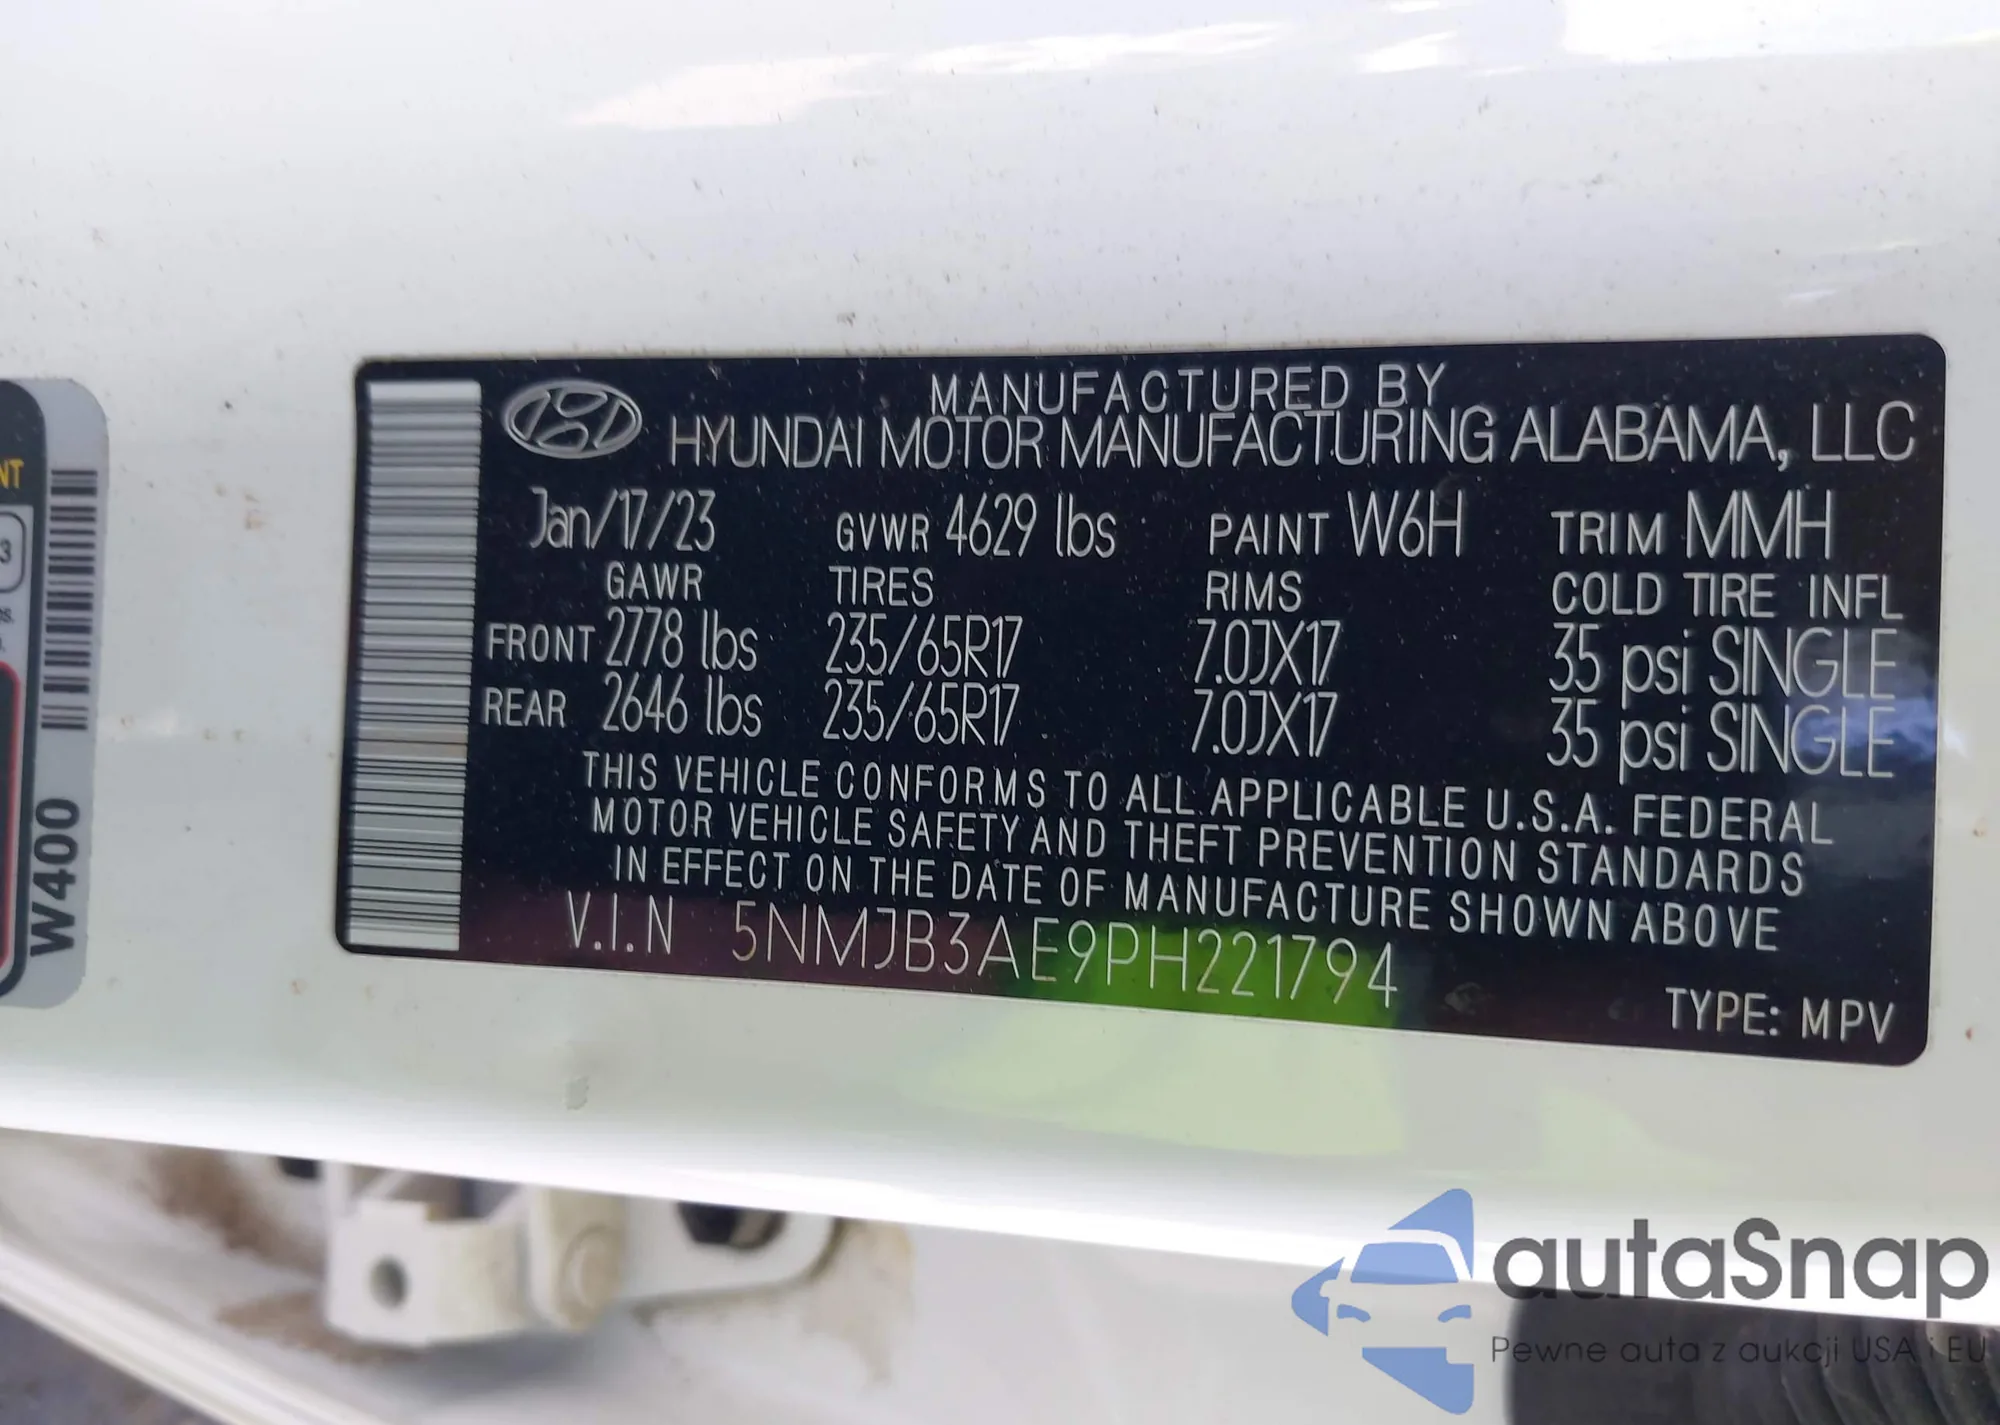 MANUFACTURED BY
HYUNDAI MOTOR MANUFACTURING ALABAMA, LLC
Jan/17/23 GVWR 4629 lbs PAINT W6H TRIM MMH
GAWR TIRES RIMS COLD TIRE INFL
FRONT 2778 lbs 235/65R17 7.0JX17 35 psi SINGLE
REAR 2646 lbs 235/65R17 7.0JX17 35 psi SINGLE
THIS VEHICLE CONFORMS TO ALL APPLICABLE U.S.A. FEDERAL
MOTOR VEHICLE SAFETY AND THEFT PREVENTION STANDARDS
IN EFFECT ON THE DATE OF MANUFACTURE SHOWN ABOVE
V.I.N 5NMJB3AE9PH221794
TYPE: MPV
W400
autaSnap
Pewne auta z aukcji USA i EU